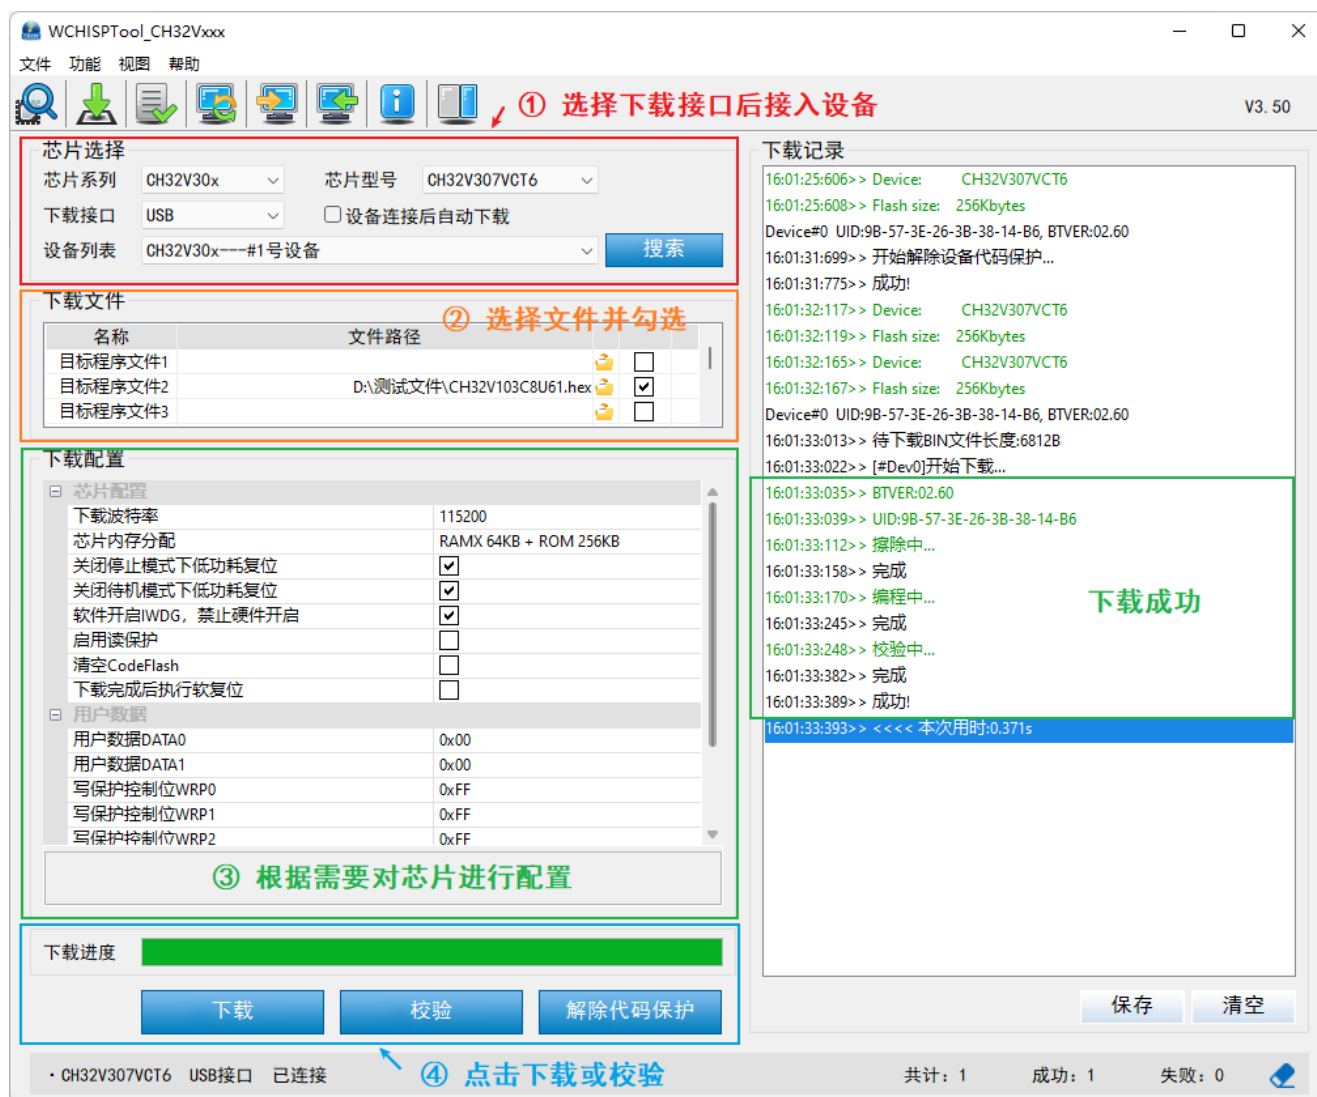 WCHISPTool_CH32Vxxx
文件 功能 视图 帮助
① 选择下载接口后接入设备
V3.50
芯片选择
芯片系列 CH32V30x 芯片型号 CH32V307VCT6
下载接口 USB 设备连接后自动下载
设备列表 CH32V30x---#1号设备 搜索
下载文件
② 选择文件并勾选
名称 文件路径
目标程序文件1
目标程序文件2 D:\测试文件\CH32V103C8U61.hex
目标程序文件3
下载配置
芯片配置
下载波特率 115200
芯片内存分配 RAMX 64KB + ROM 256KB
关闭停止模式下低功耗复位
关闭待机模式下低功耗复位
软件开启IWDG，禁止硬件开启
启用读保护
清空CodeFlash
下载完成后执行软复位
用户数据
用户数据DATA0 0x00
用户数据DATA1 0x00
写保护控制位WRP0 0xFF
写保护控制位WRP1 0xFF
写保护控制位WRP2 0xFF
③ 根据需要对芯片进行配置
下载进度
下载 校验 解除代码保护
④ 点击下载或校验
下载记录
16:01:25:606>> Device: CH32V307VCT6
16:01:25:608>> Flash size: 256Kbytes
Device#0 UID:9B-57-3E-26-3B-38-14-B6, BTVER:02.60
16:01:31:699>> 开始解除设备代码保护...
16:01:31:775>> 成功!
16:01:32:117>> Device: CH32V307VCT6
16:01:32:119>> Flash size: 256Kbytes
16:01:32:165>> Device: CH32V307VCT6
16:01:32:167>> Flash size: 256Kbytes
Device#0 UID:9B-57-3E-26-3B-38-14-B6, BTVER:02.60
16:01:33:013>> 待下载BIN文件长度:6812B
16:01:33:022>> [#Dev0]开始下载...
16:01:33:035>> BTVER:02.60
16:01:33:039>> UID:9B-57-3E-26-3B-38-14-B6
16:01:33:112>> 擦除中...
16:01:33:158>> 完成
16:01:33:170>> 编程中...
16:01:33:245>> 完成
16:01:33:248>> 校验中...
16:01:33:382>> 完成
16:01:33:389>> 成功!
下载成功
16:01:33:393>> <<<< 本次用时:0.371s
保存 清空
·CH32V307VCT6 USB接口 已连接 共计: 1 成功: 1 失败: 0